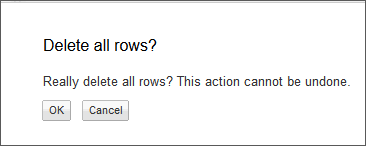 Delete all rows?
Really delete all rows? This action cannot be undone.
OK Cancel